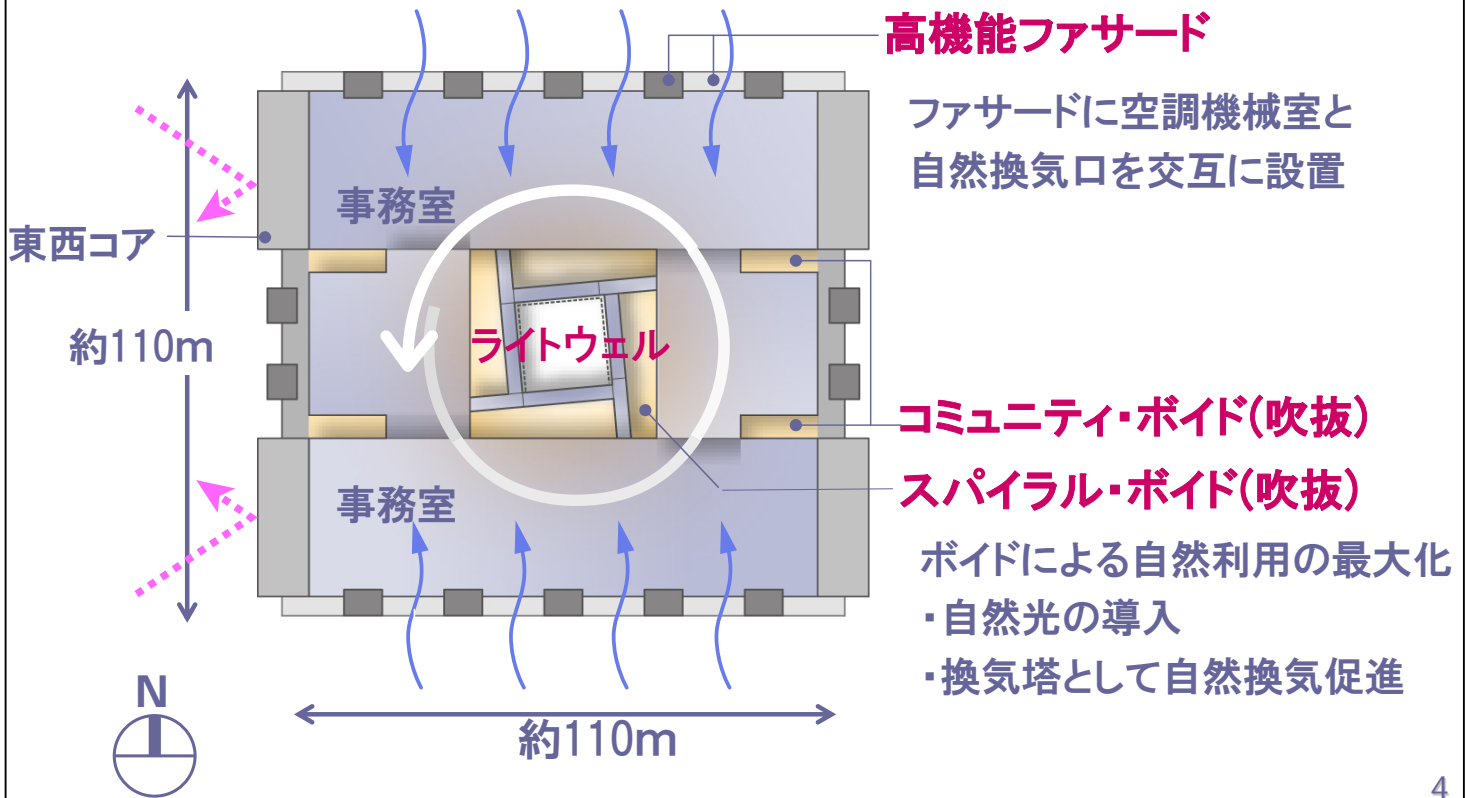 高機能ファサード
ファサードに空調機械室と
自然換気口を交互に設置
事務室
東西コア
約110m
ライトウェル
コミュニティ・ボイド(吹抜)
スパイラル・ボイド(吹抜)
事務室
ボイドによる自然利用の最大化
・自然光の導入
・換気塔として自然換気促進
N
約110m
4